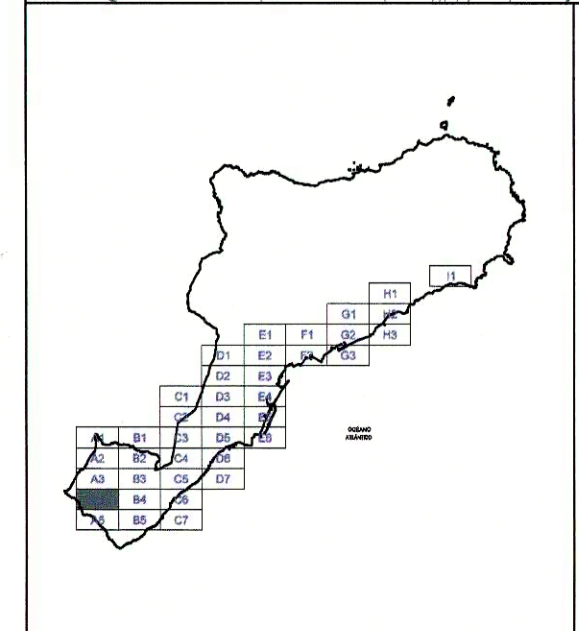 I1
H1
G1 H2
E1 F1 G2 H3
D1 E2 F2 G3
D2 E3
C1 D3 E4
C2 D4 E5
OCÉANO
ATLÁNTICO
A1 B1 C3 D5 E6
A2 B2 C4 D6
A3 B3 C5 D7
B4 C6
A5 B5 C7